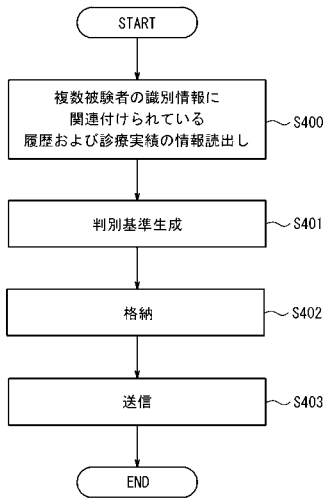 START
複数被験者の識別情報に
関連付けられている
履歴および診療実績の情報読出し
S400
判別基準生成
S401
格納
S402
送信
S403
END